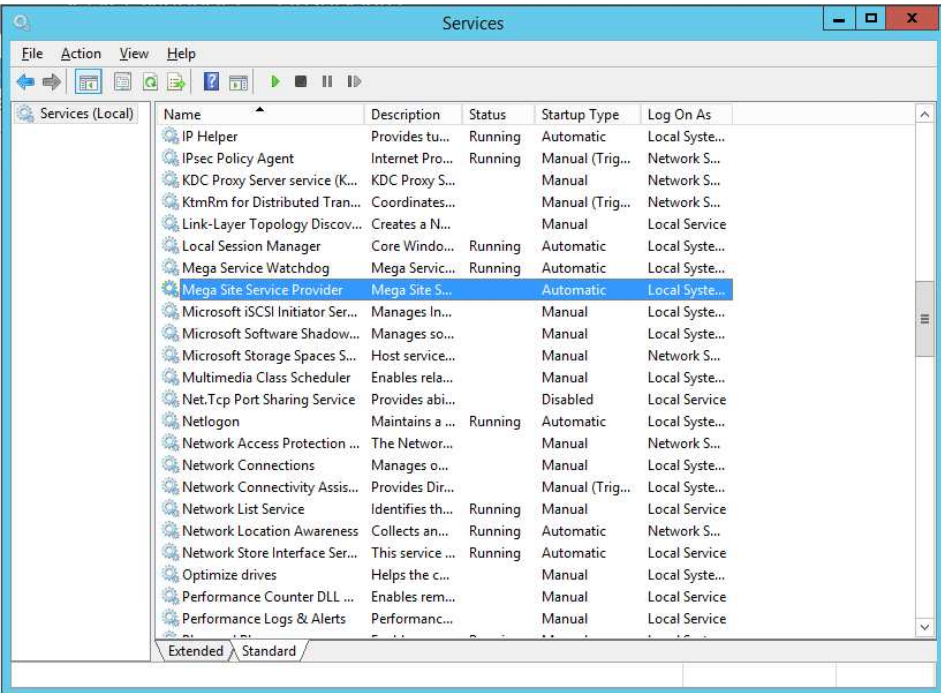 Services
File Action View Help
Services (Local)
Name Description Status Startup Type Log On As
IP Helper Provides tu... Running Automatic Local Syste...
IPsec Policy Agent Internet Pro... Running Manual (Trig... Network S...
KDC Proxy Server service (K... KDC Proxy S... Manual Network S...
KtmRm for Distributed Tran... Coordinates... Manual (Trig... Network S...
Link-Layer Topology Discov... Creates a N... Manual Local Service
Local Session Manager Core Windo... Running Automatic Local Syste...
Mega Service Watchdog Mega Servic... Running Automatic Local Syste...
Mega Site Service Provider Mega Site S... Automatic Local Syste...
Microsoft iSCSI Initiator Ser... Manages In... Manual Local Syste...
Microsoft Software Shadow... Manages so... Manual Local Syste...
Microsoft Storage Spaces S... Host service... Manual Network S...
Multimedia Class Scheduler Enables rela... Manual Local Syste...
Net.Tcp Port Sharing Service Provides abi... Disabled Local Service
Netlogon Maintains a ... Running Automatic Local Syste...
Network Access Protection ... The Networ... Manual Network S...
Network Connections Manages o... Manual Local Syste...
Network Connectivity Assis... Provides Dir... Manual (Trig... Local Syste...
Network List Service Identifies th... Running Manual Local Service
Network Location Awareness Collects an... Running Automatic Network S...
Network Store Interface Ser... This service ... Running Automatic Local Service
Optimize drives Helps the c... Manual Local Syste...
Performance Counter DLL ... Enables rem... Manual Local Service
Performance Logs & Alerts Performanc... Manual Local Service
Extended Standard